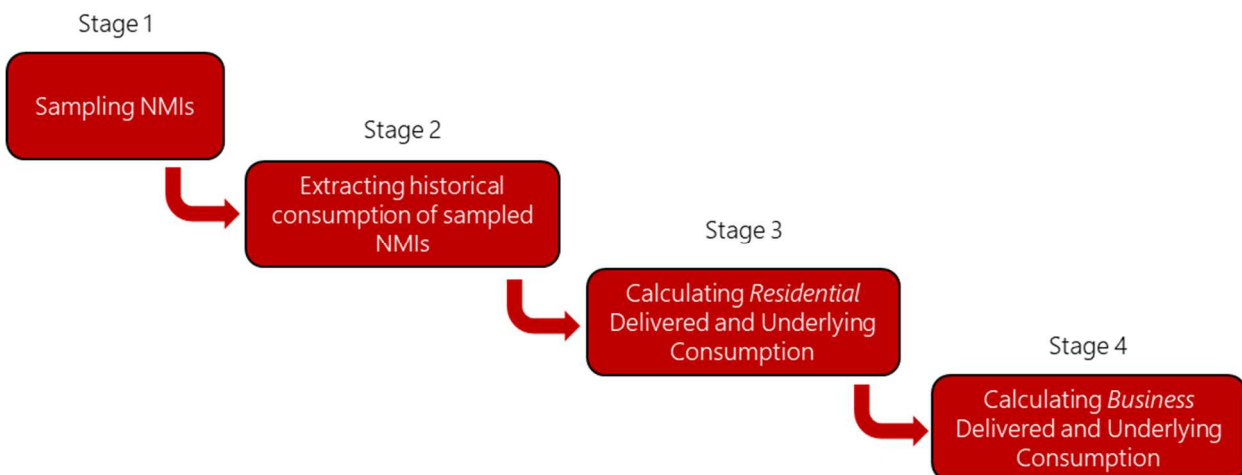 Stage 1
Sampling NMIs
Stage 2
Extracting historical
consumption of sampled
NMIs
Stage 3
Calculating Residential
Delivered and Underlying
Consumption
Stage 4
Calculating Business
Delivered and Underlying
Consumption